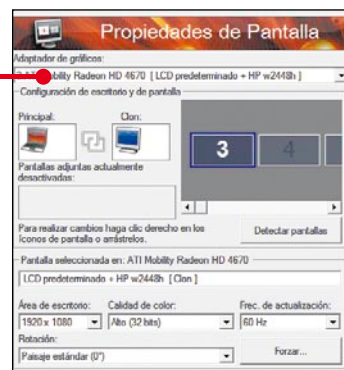 Propiedades de Pantalla
Adaptador de gráficos:
Mobility Radeon HD 4670 [ LCD predeterminado + HP w2448h ]
Configuración de escritorio y de pantalla
Principal: Clon:
3 4
Pantallas adjuntas actualmente
desactivadas:
Para realizar cambios haga clic derecho en los
íconos de pantalla o arrástrelos.
Detectar pantallas
Pantalla seleccionada en: ATI Mobility Radeon HD 4670
LCD predeterminado + HP w2448h [ Clon ]
Área de escritorio: Calidad de color: Frec. de actualización:
1920 x 1080 Alto (32 bits) 60 Hz
Rotación:
Paisaje estándar (0°) Forzar...